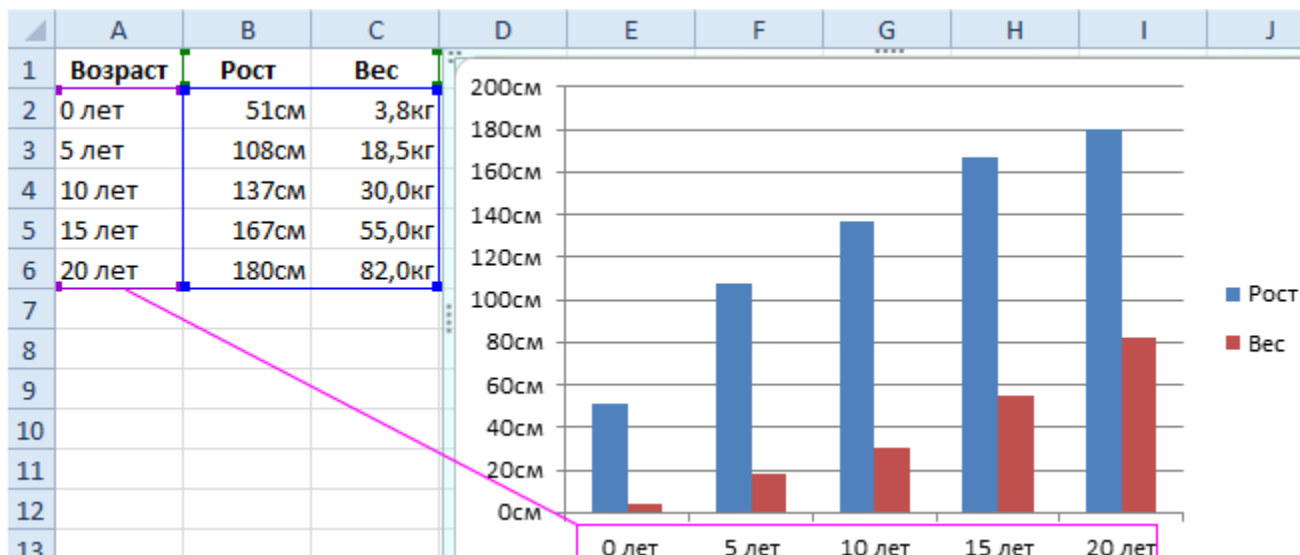 A B C D E F G H I J
1 Возраст Рост Вес
2 0 лет 51см 3,8кг
3 5 лет 108см 18,5кг
4 10 лет 137см 30,0кг
5 15 лет 167см 55,0кг
6 20 лет 180см 82,0кг
7
8
9
10
11
12
13
200см
180см
160см
140см
120см
100см
80см
60см
40см
20см
0см
0 лет 5 лет 10 лет 15 лет 20 лет
Рост
Вес